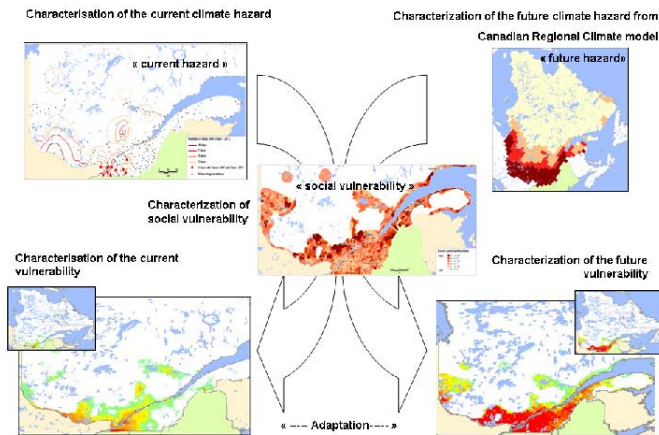 Characterisation of the current climate hazard
« current hazard »
Characterization of the future climate hazard from
Canadian Regional Climate model
« future hazard»
Characterization of
social vulnerability
« social vulnerability »
Characterisation of the current
vulnerability
Characterization of the future
vulnerability
« ---- Adaptation----- »